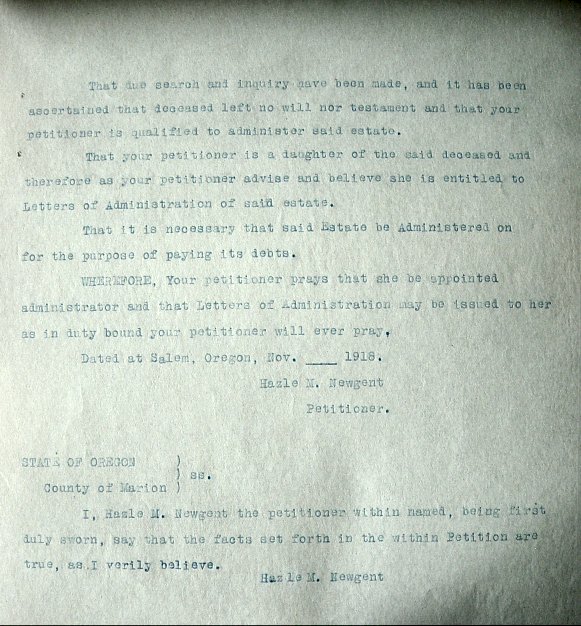 That due search and inquiry have been made, and it has been
ascertained that deceased left no will nor testament and that your
petitioner is qualified to administer said estate.
That your petitioner is a daughter of the said deceased and
therefore as your petitioner advise and believe she is entitled to
Letters of Administration of said estate.
That it is necessary that said Estate be Administered on
for the purpose of paying its debts.
WHEREFORE, Your petitioner prays that she be appointed
administrator and that Letters of Administration may be issued to her
as in duty bound your petitioner will ever pray,
Dated at Salem, Oregon, Nov. ____ 1918.
Hazle M. Newgent
Petitioner.
STATE OF OREGON )
) ss.
County of Marion )
I, Hazle M. Newgent the petitioner within named, being first
duly sworn, say that the facts set forth in the within Petition are
true, as I verily believe.
Hazle M. Newgent